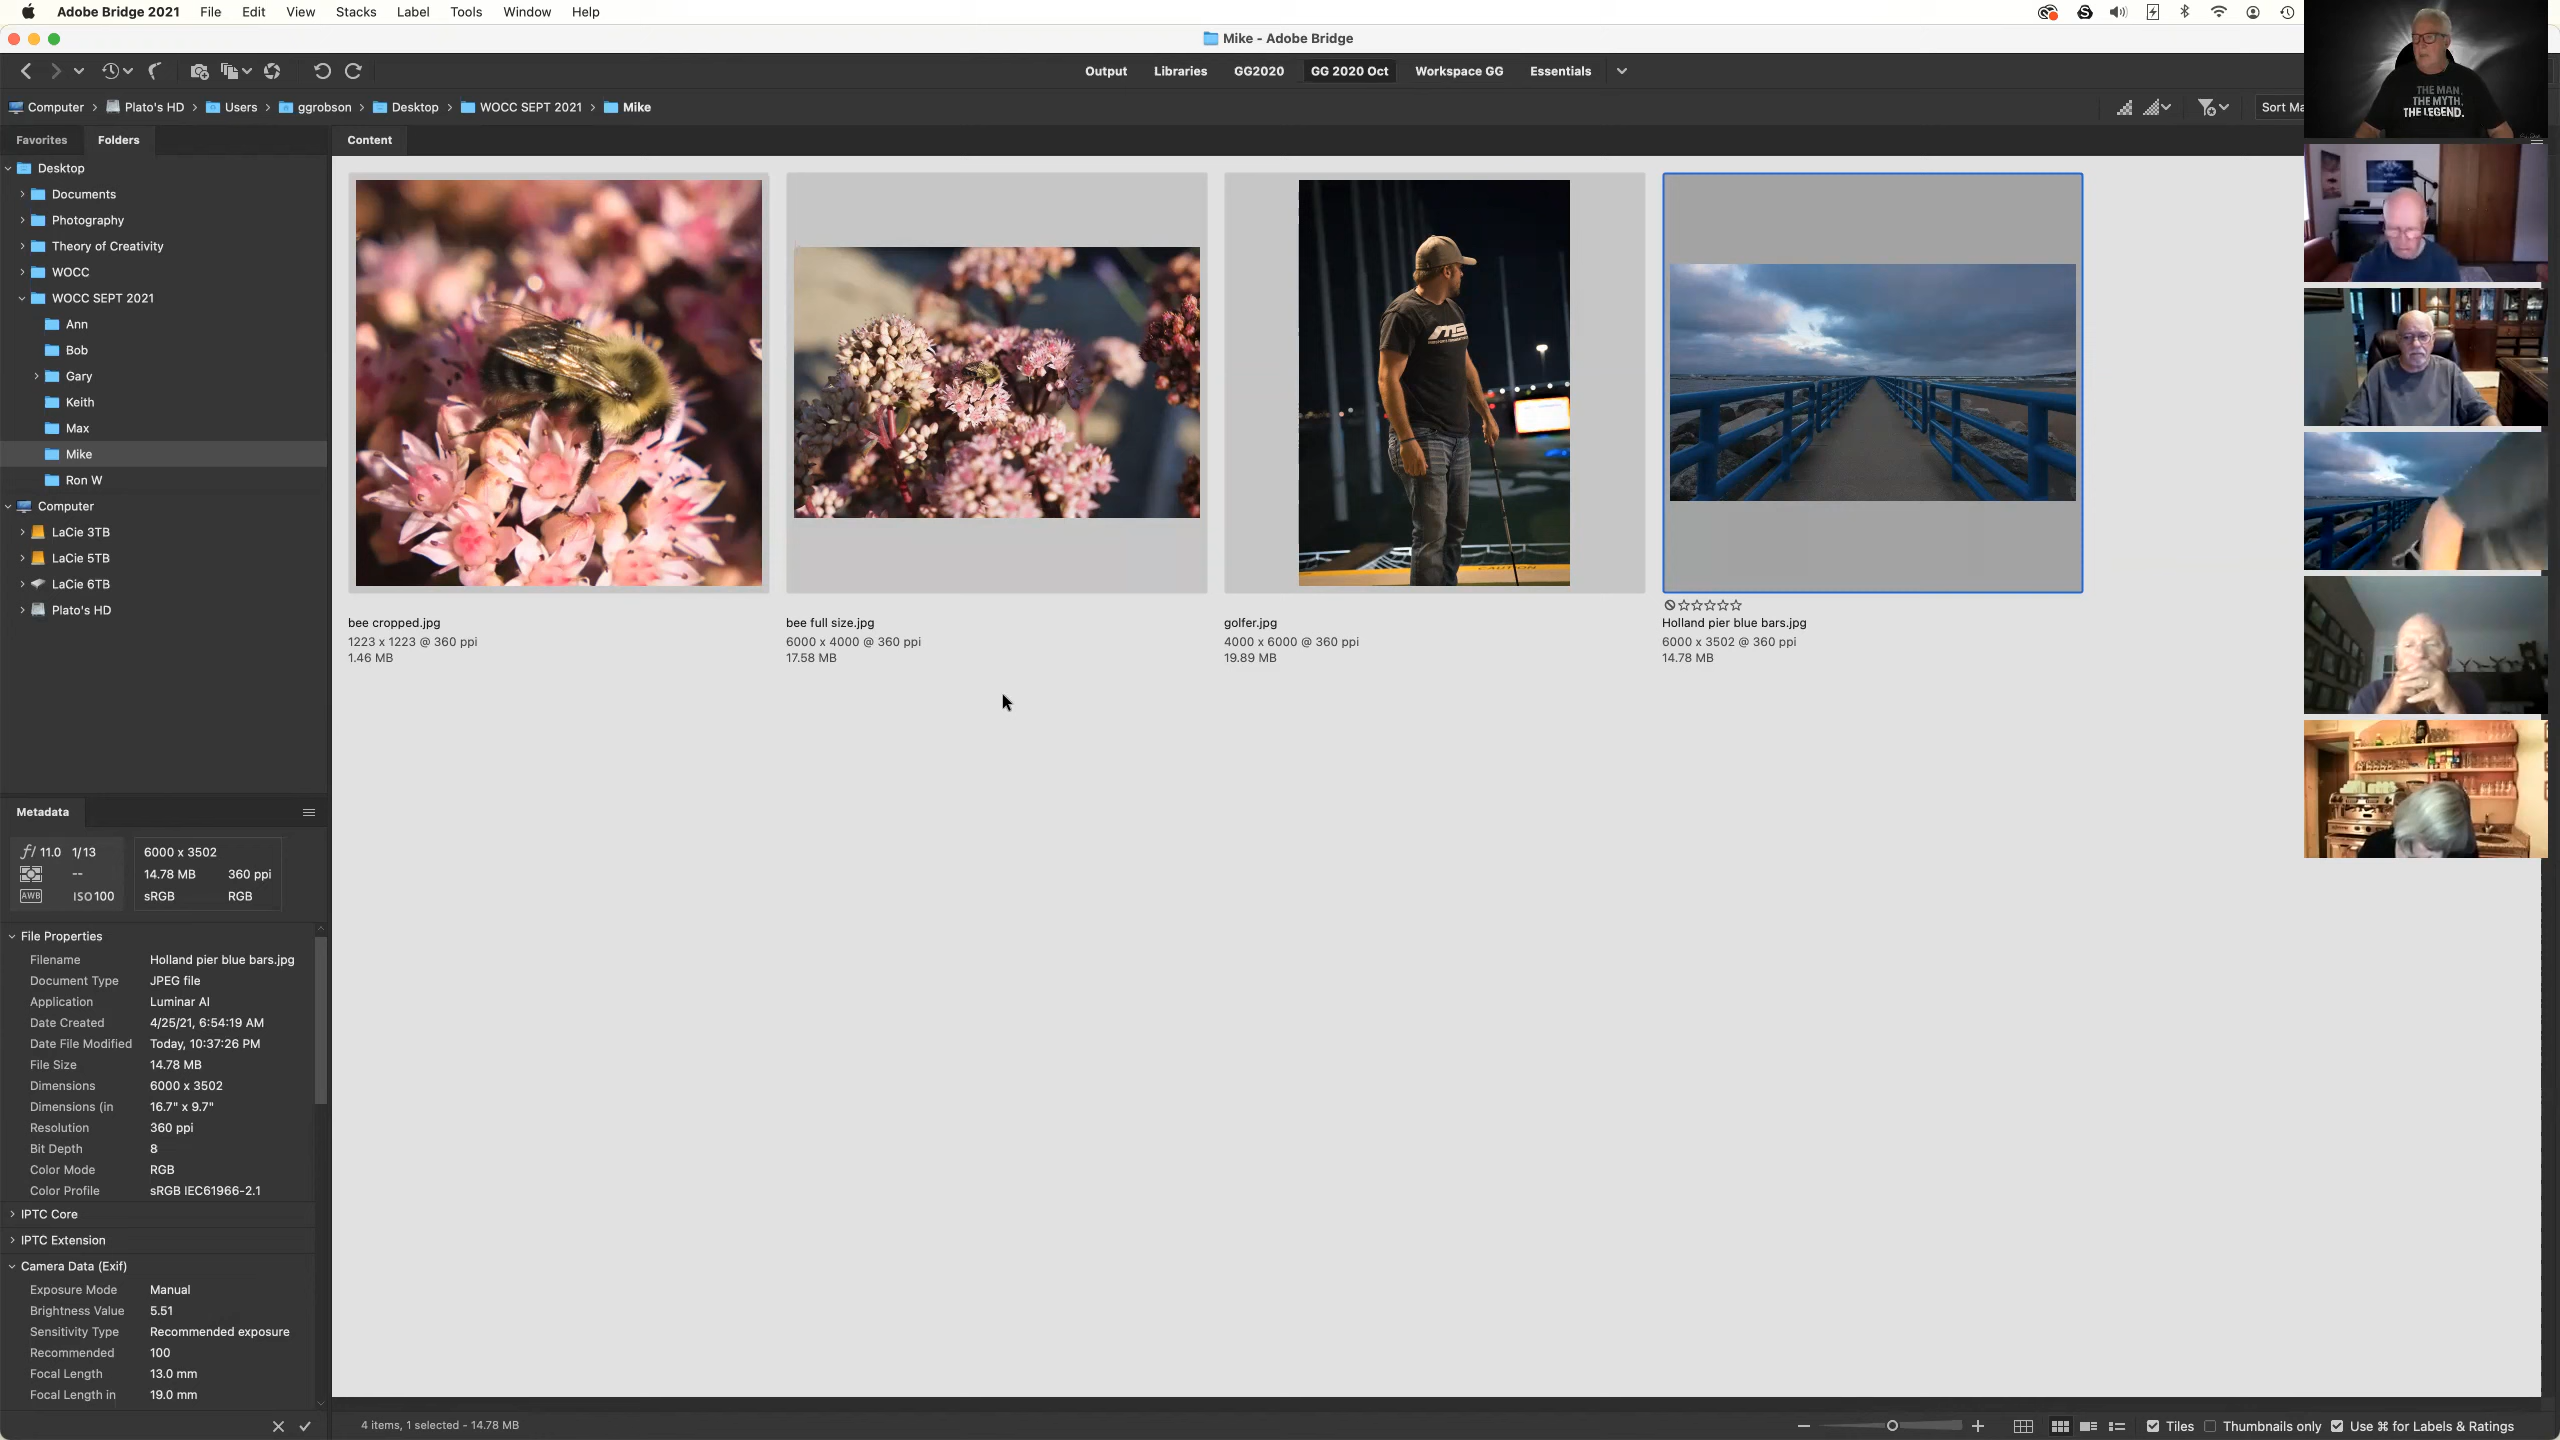 Adobe Bridge 2021 File Edit View Stacks Label Tools Window Help
Mike - Adobe Bridge
Output Libraries GG2020 GG 2020 Oct Workspace GG Essentials
Computer Plato's HD Users ggrobson Desktop WOCC SEPT 2021 Mike
Sort Ma
THE MAN.
THE MYTH.
THE LEGEND.
Favorites Folders
Content
Desktop
Documents
Photography
Theory of Creativity
WOCC
WOCC SEPT 2021
Ann
Bob
Gary
Keith
Max
Mike
Ron W
Computer
LaCie 3TB
LaCie 5TB
LaCie 6TB
Plato's HD
CAUTION
bee cropped.jpg
1223 x 1223 @ 360 ppi
1.46 MB
bee full size.jpg
6000 x 4000 @ 360 ppi
17.58 MB
golfer.jpg
4000 x 6000 @ 360 ppi
19.89 MB
Holland pier blue bars.jpg
6000 x 3502 @ 360 ppi
14.78 MB
Metadata
f/ 11.0 1/13
--
AWB ISO100
6000 x 3502
14.78 MB 360 ppi
sRGB RGB
File Properties
Filename Holland pier blue bars.jpg
Document Type JPEG file
Application Luminar AI
Date Created 4/25/21, 6:54:19 AM
Date File Modified Today, 10:37:26 PM
File Size 14.78 MB
Dimensions 6000 x 3502
Dimensions (in 16.7" x 9.7"
Resolution 360 ppi
Bit Depth 8
Color Mode RGB
Color Profile sRGB IEC61966-2.1
IPTC Core
IPTC Extension
Camera Data (Exif)
Exposure Mode Manual
Brightness Value 5.51
Sensitivity Type Recommended exposure
Recommended 100
Focal Length 13.0 mm
Focal Length in 19.0 mm
4 items, 1 selected - 14.78 MB
Tiles Thumbnails only Use ⌘ for Labels & Ratings